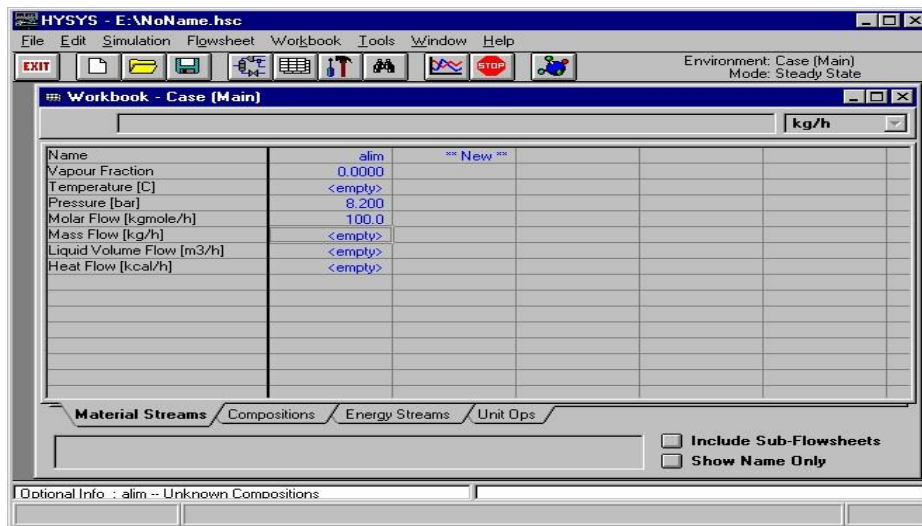 HYSYS - E:\NoName.hsc
File Edit Simulation Flowsheet Workbook Tools Window Help
EXIT STOP Environment: Case (Main)
Mode: Steady State
Workbook - Case (Main)
kg/h
Name alim ** New **
Vapour Fraction 0.0000
Temperature [C] <empty>
Pressure [bar] 8.200
Molar Flow [kgmole/h] 100.0
Mass Flow [kg/h] <empty>
Liquid Volume Flow [m3/h] <empty>
Heat Flow [kcal/h] <empty>
Material Streams Compositions Energy Streams Unit Ops
Include Sub-Flowsheets
Show Name Only
Optional Info : alim -- Unknown Compositions